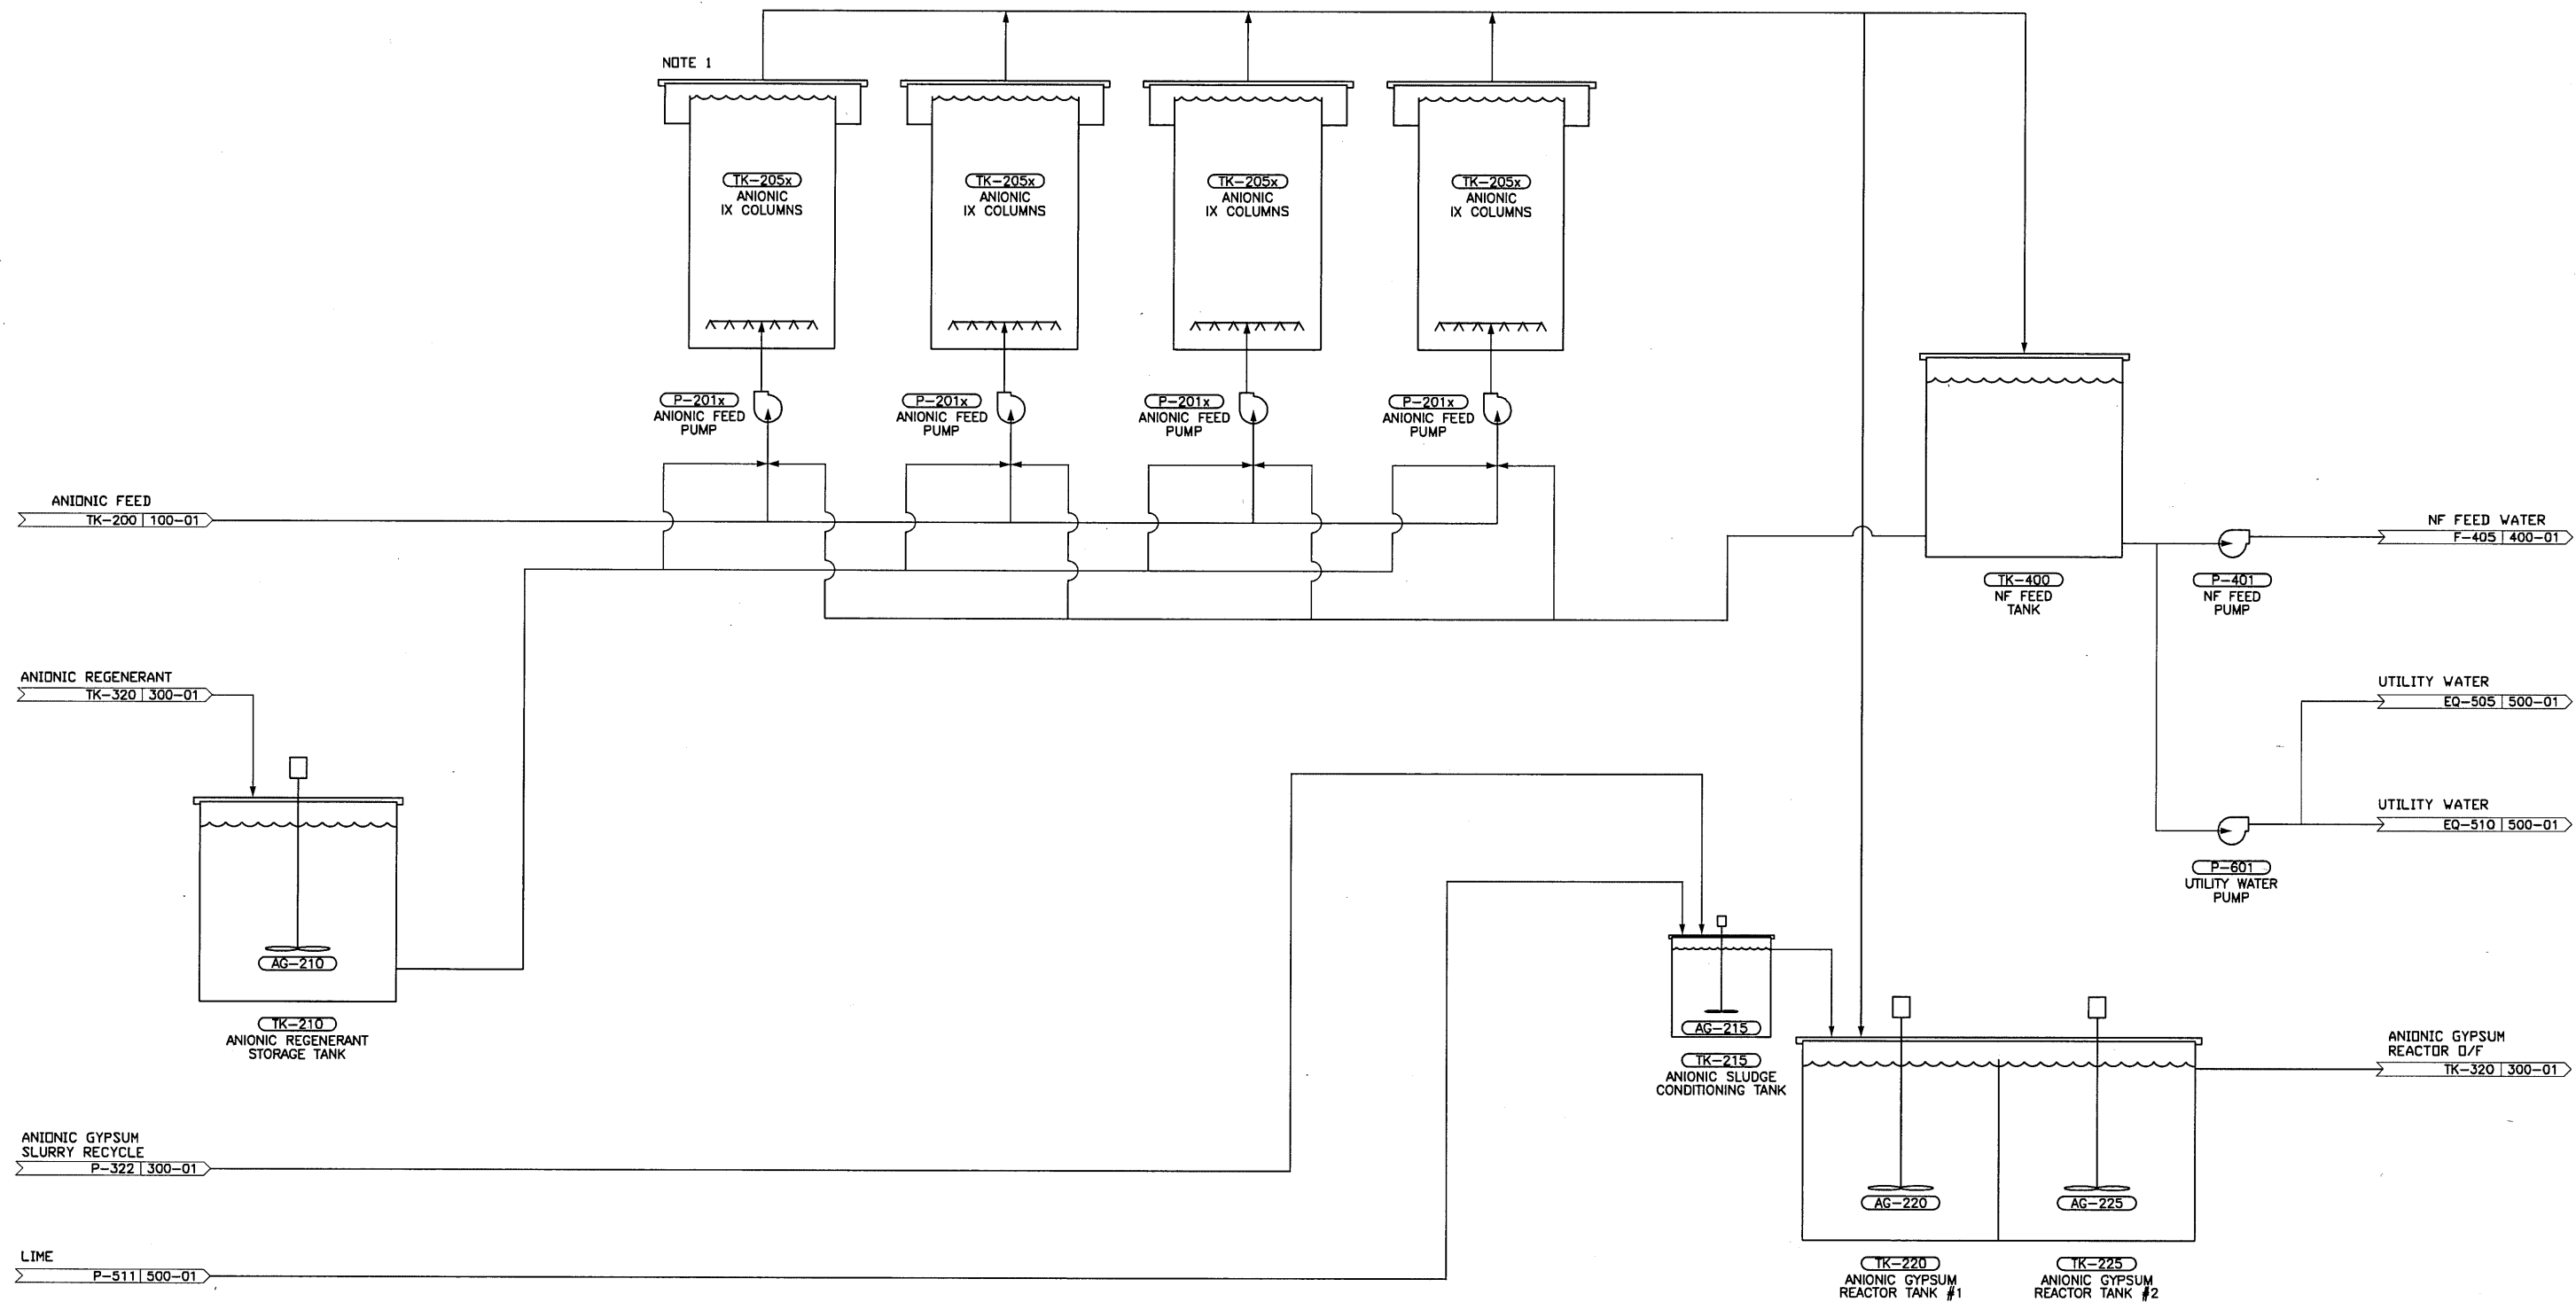 NOTE 1
TK-205x
ANIONIC
IX COLUMNS
TK-205x
ANIONIC
IX COLUMNS
TK-205x
ANIONIC
IX COLUMNS
TK-205x
ANIONIC
IX COLUMNS
P-201x
ANIONIC FEED
PUMP
P-201x
ANIONIC FEED
PUMP
P-201x
ANIONIC FEED
PUMP
P-201x
ANIONIC FEED
PUMP
ANIONIC FEED
TK-200 100-01
NF FEED WATER
F-405 400-01
TK-400
NF FEED
TANK
P-401
NF FEED
PUMP
ANIONIC REGENERANT
TK-320 300-01
UTILITY WATER
EQ-505 500-01
UTILITY WATER
EQ-510 500-01
P-601
UTILITY WATER
PUMP
AG-210
TK-210
ANIONIC REGENERANT
STORAGE TANK
AG-215
TK-215
ANIONIC SLUDGE
CONDITIONING TANK
ANIONIC GYPSUM
REACTOR O/F
TK-320 300-01
ANIONIC GYPSUM
SLURRY RECYCLE
P-322 300-01
AG-220
AG-225
LIME
P-511 500-01
TK-220
ANIONIC GYPSUM
REACTOR TANK #1
TK-225
ANIONIC GYPSUM
REACTOR TANK #2